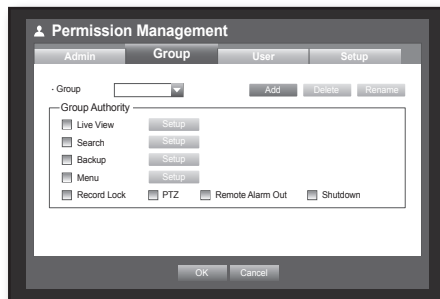 Permission Management
Admin Group User Setup
· Group Add Delete Rename
Group Authority
Live View Setup
Search Setup
Backup Setup
Menu Setup
Record Lock PTZ Remote Alarm Out Shutdown
OK Cancel